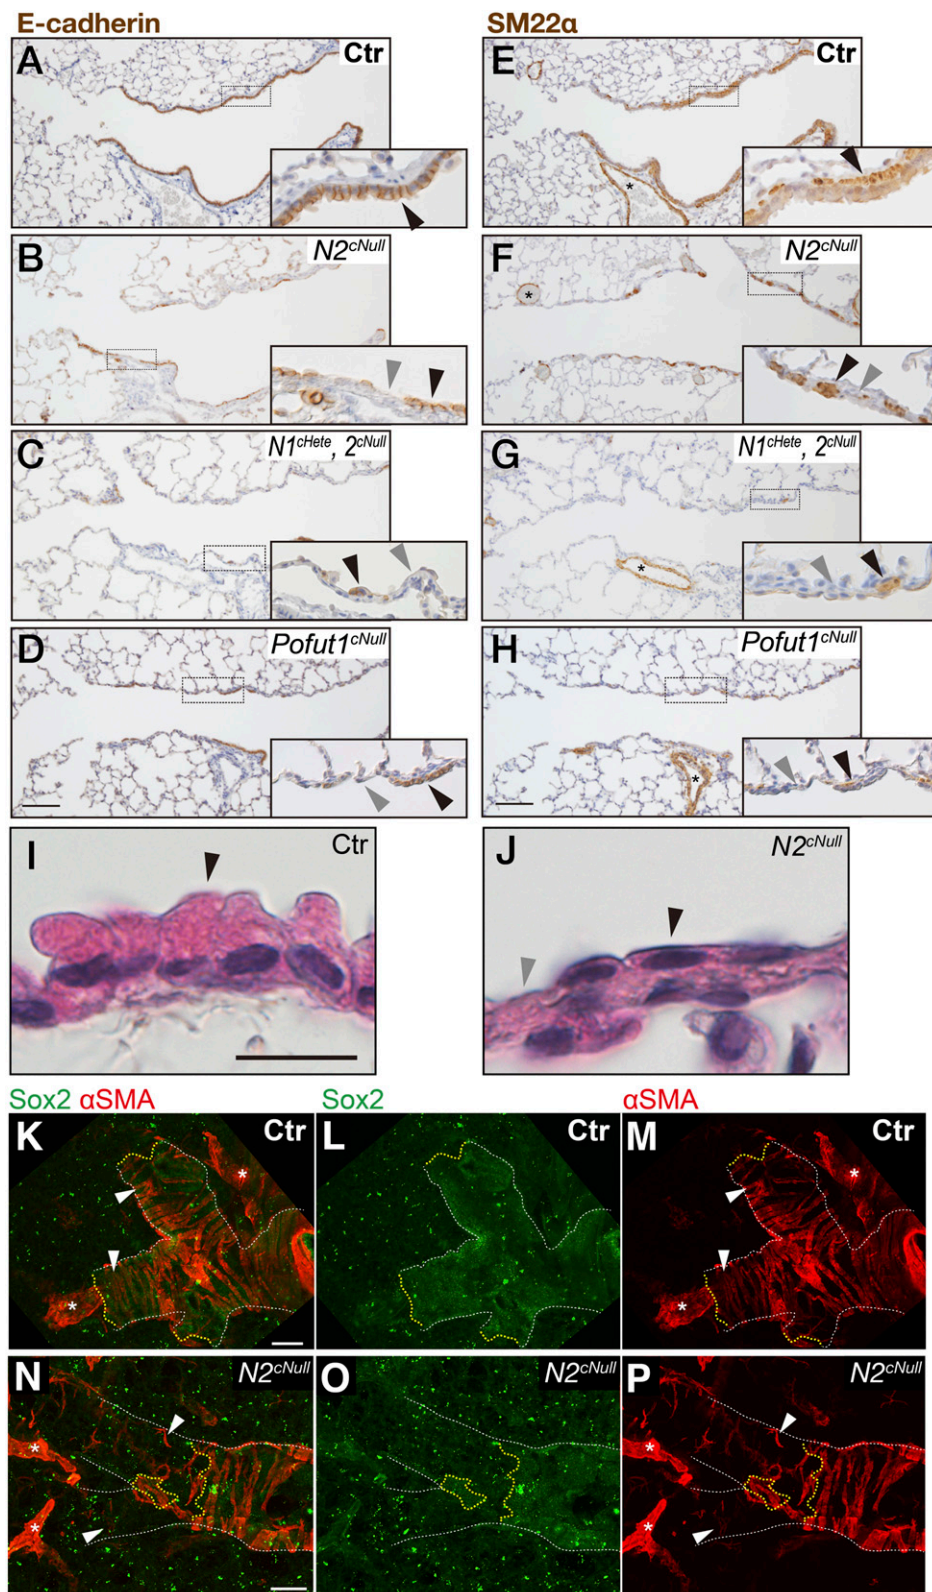 E-cadherin SM22α
A Ctr E Ctr
B N2cNull F N2cNull
C N1cHete, 2cNull G N1cHete, 2cNull
D Pofut1cNull H Pofut1cNull
I Ctr J N2cNull
Sox2 αSMA Sox2 αSMA
K Ctr L Ctr M Ctr
N N2cNull O N2cNull P N2cNull